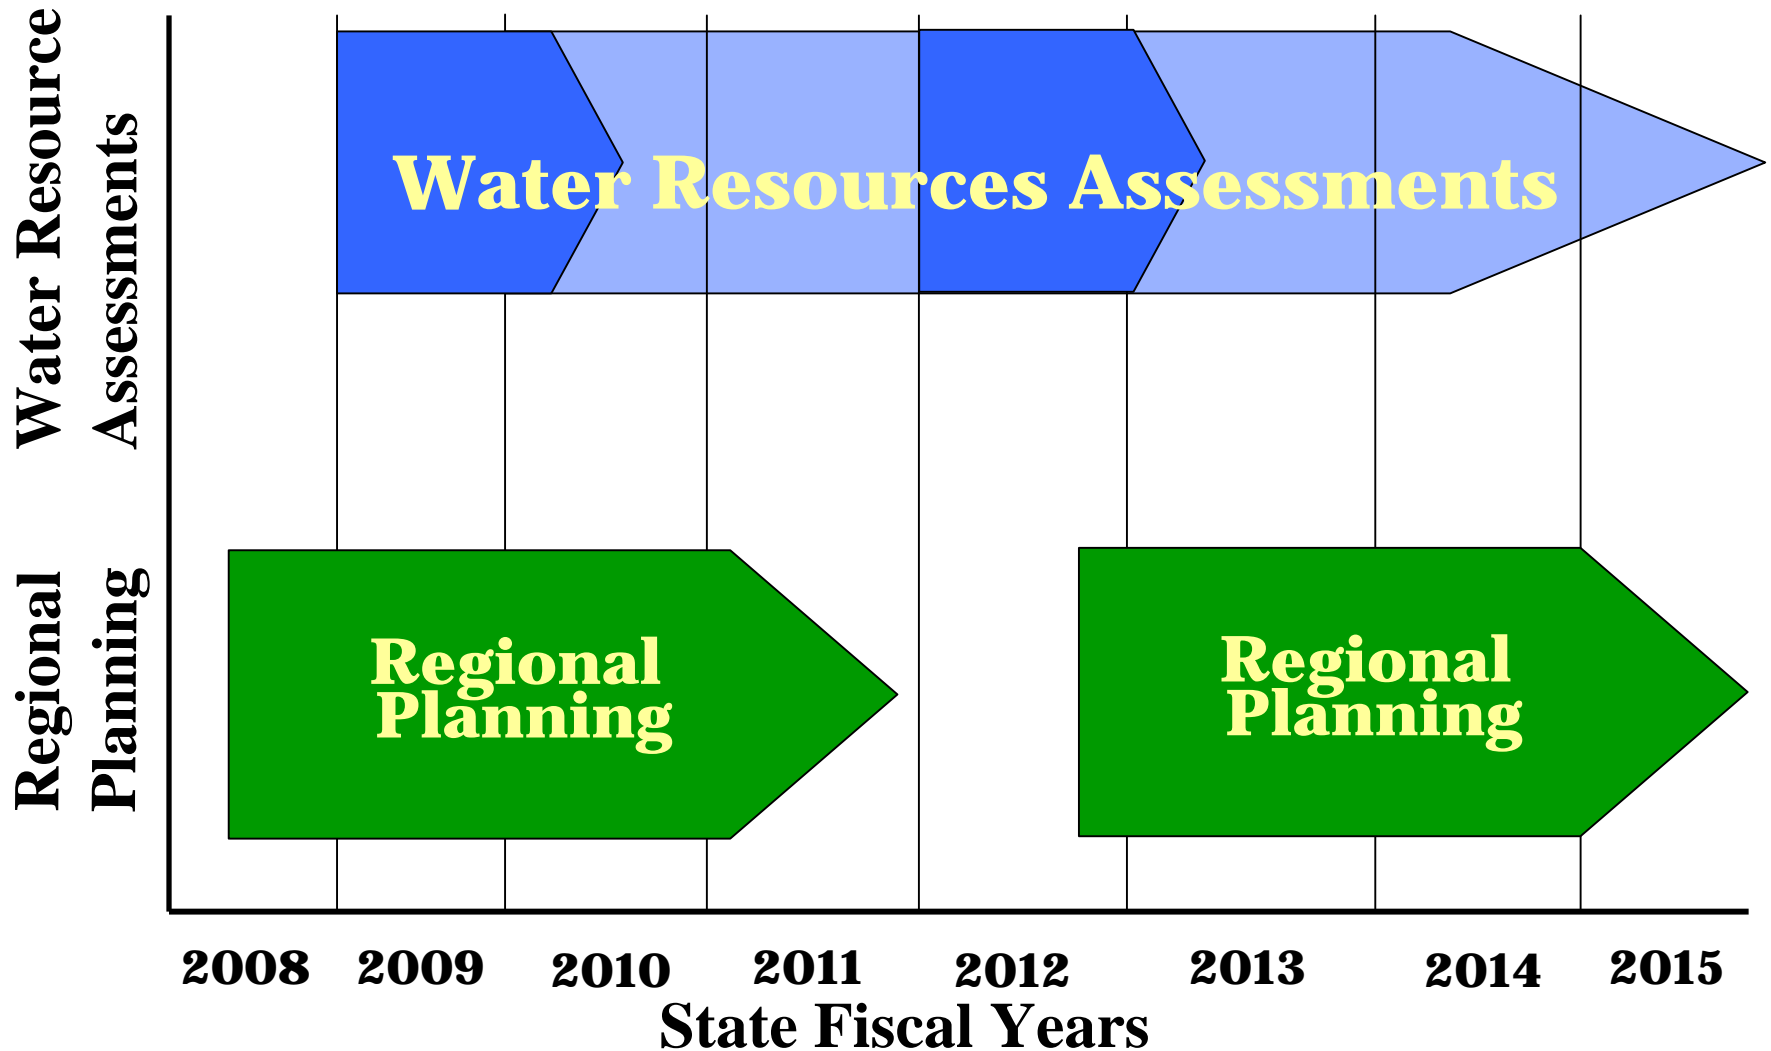 Water Resource
Assessments
Water Resources Assessments
Regional
Planning
Regional
Planning
Regional
Planning
2008 2009 2010 2011 2012 2013 2014 2015
State Fiscal Years